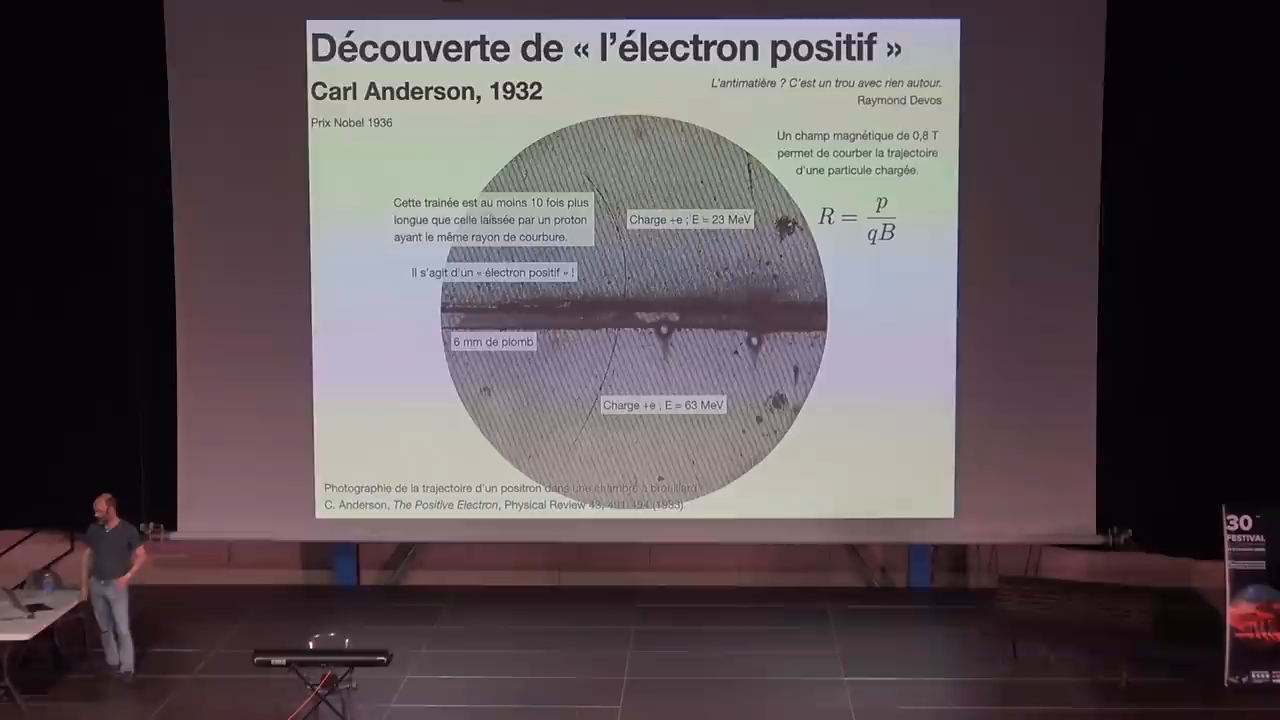 Découverte de « l'électron positif »
Carl Anderson, 1932
L'antimatière ? C'est un trou avec rien autour.
Raymond Devos
Prix Nobel 1936
Un champ magnétique de 0,8 T
permet de courber la trajectoire
d'une particule chargée.
R = p / qB
Cette trainée est au moins 10 fois plus
longue que celle laissée par un proton
ayant le même rayon de courbure.
Charge +e ; E = 23 MeV
Il s'agit d'un « électron positif » !
6 mm de plomb
Charge +e ; E = 63 MeV
Photographie de la trajectoire d'un positron dans une chambre à brouillard
C. Anderson, The Positive Electron, Physical Review 43, 491-494 (1933).
30
FESTIVAL